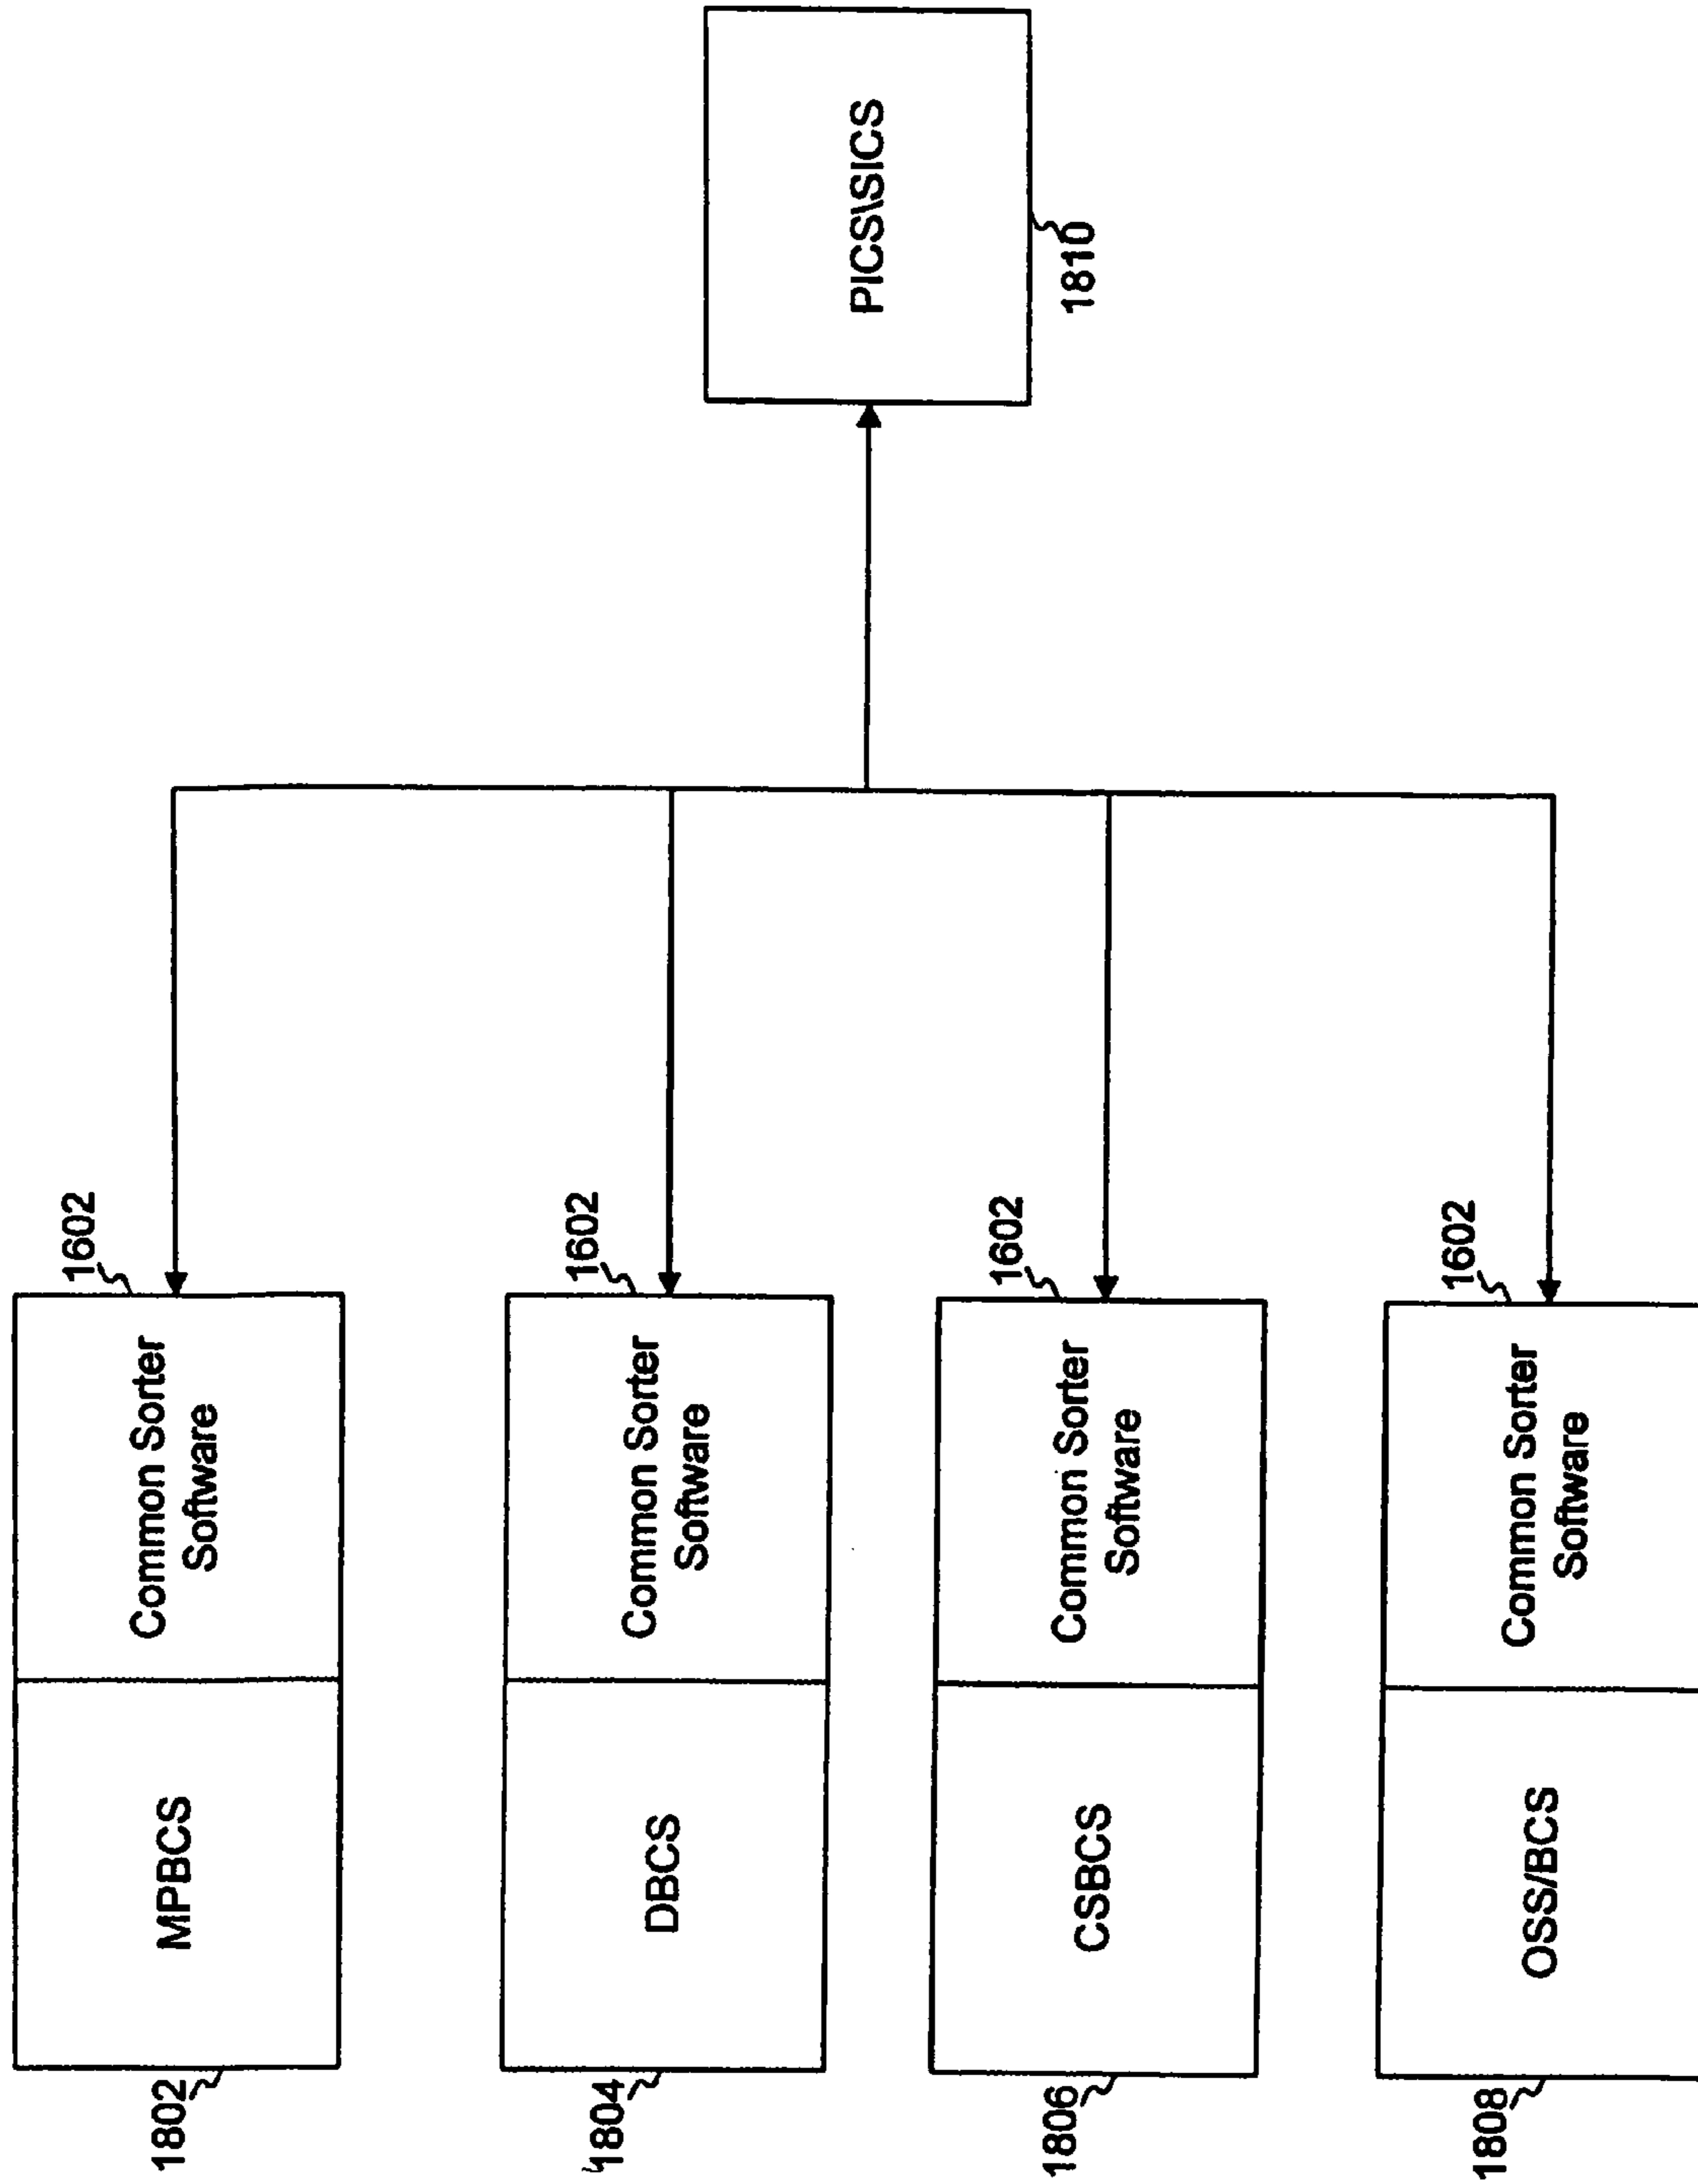 1802
MPBCS
Common Sorter
Software
1602
1804
DBCS
Common Sorter
Software
1602
1806
CSBCS
Common Sorter
Software
1602
1808
OSS/BCS
Common Sorter
Software
1602
PICS\SICS
1810